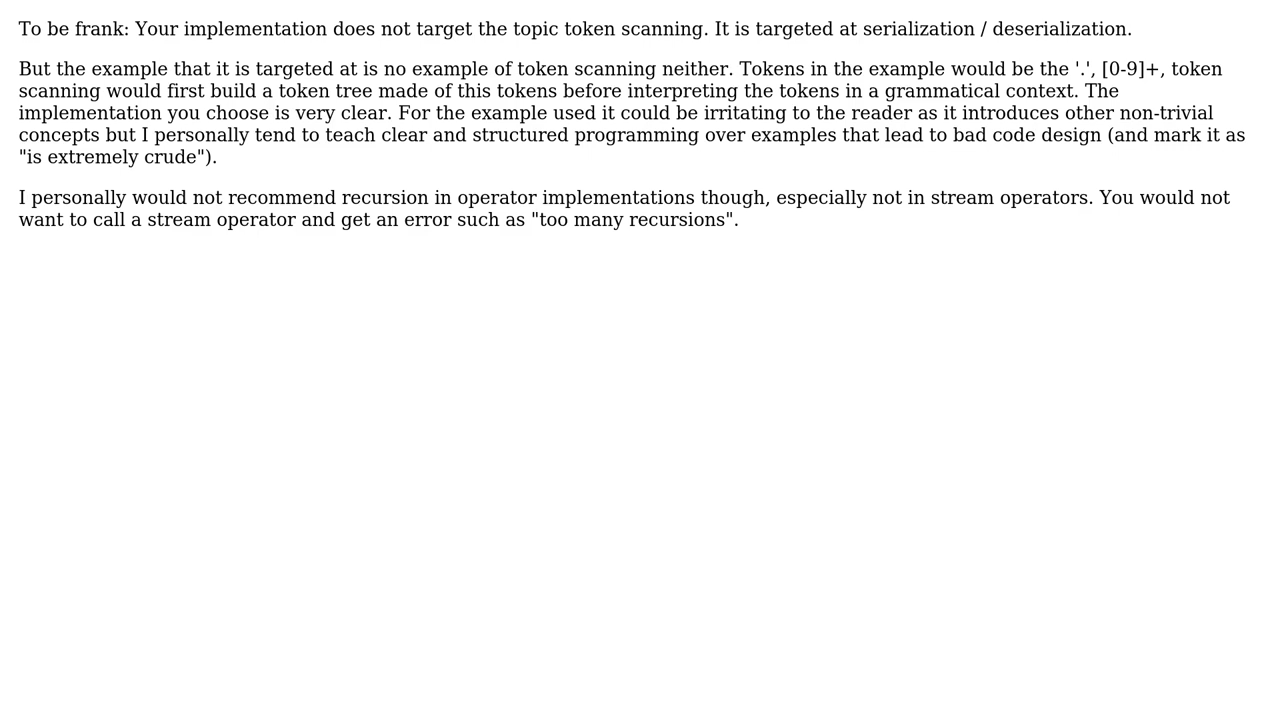 To be frank: Your implementation does not target the topic token scanning. It is targeted at serialization / deserialization.
But the example that it is targeted at is no example of token scanning neither. Tokens in the example would be the '.', [0-9]+, token
scanning would first build a token tree made of this tokens before interpreting the tokens in a grammatical context. The
implementation you choose is very clear. For the example used it could be irritating to the reader as it introduces other non-trivial
concepts but I personally tend to teach clear and structured programming over examples that lead to bad code design (and mark it as
"is extremely crude").
I personally would not recommend recursion in operator implementations though, especially not in stream operators. You would not
want to call a stream operator and get an error such as "too many recursions".